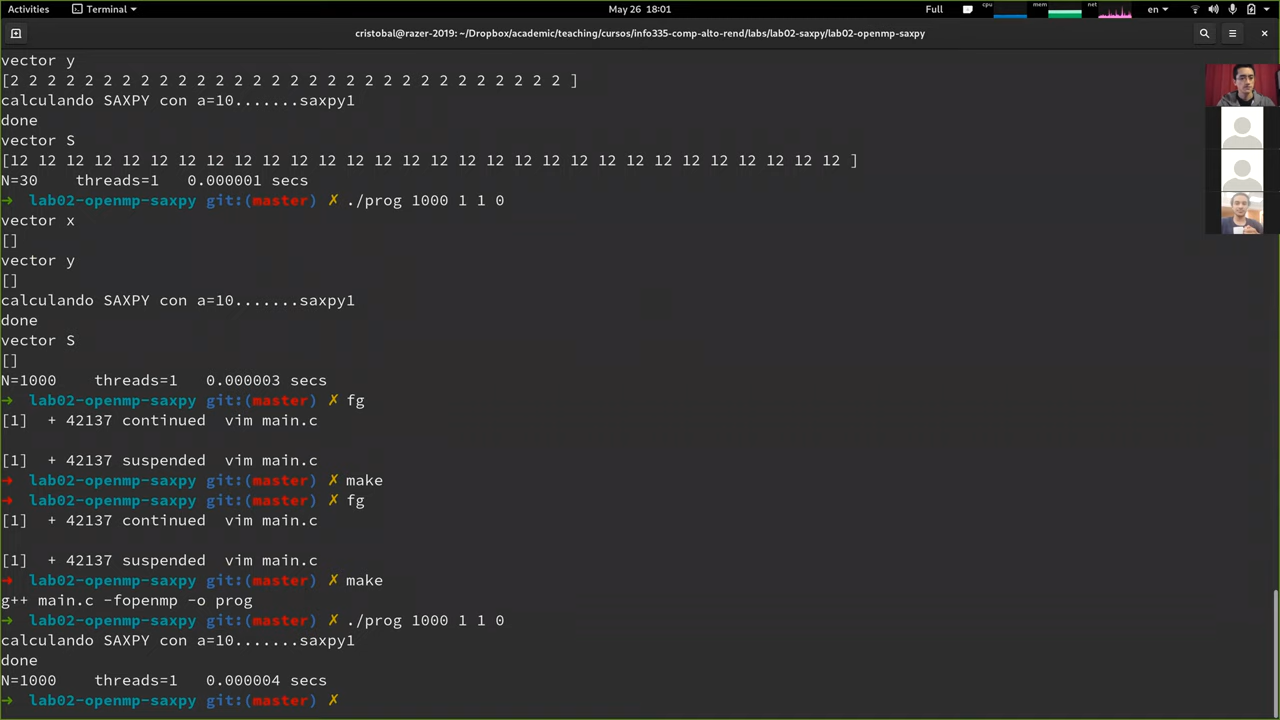 Activities
Terminal
May 26 18:01
Full
cpu
mem
net
en
cristobal@razer-2019: ~/Dropbox/academic/teaching/cursos/info335-comp-alto-rend/labs/lab02-saxpy/lab02-openmp-saxpy
vector y
[2 2 2 2 2 2 2 2 2 2 2 2 2 2 2 2 2 2 2 2 2 2 2 2 2 2 2 2 2 2 ]
calculando SAXPY con a=10.......saxpy1
done
vector S
[12 12 12 12 12 12 12 12 12 12 12 12 12 12 12 12 12 12 12 12 12 12 12 12 12 12 12 12 12 12 ]
N=30    threads=1   0.000001 secs
→ lab02-openmp-saxpy git:(master) ✗ ./prog 1000 1 1 0
vector x
[]
vector y
[]
calculando SAXPY con a=10.......saxpy1
done
vector S
[]
N=1000    threads=1   0.000003 secs
→ lab02-openmp-saxpy git:(master) ✗ fg
[1]  + 42137 continued  vim main.c
[1]  + 42137 suspended  vim main.c
→ lab02-openmp-saxpy git:(master) ✗ make
→ lab02-openmp-saxpy git:(master) ✗ fg
[1]  + 42137 continued  vim main.c
[1]  + 42137 suspended  vim main.c
→ lab02-openmp-saxpy git:(master) ✗ make
g++ main.c -fopenmp -o prog
→ lab02-openmp-saxpy git:(master) ✗ ./prog 1000 1 1 0
calculando SAXPY con a=10.......saxpy1
done
N=1000    threads=1   0.000004 secs
→ lab02-openmp-saxpy git:(master) ✗